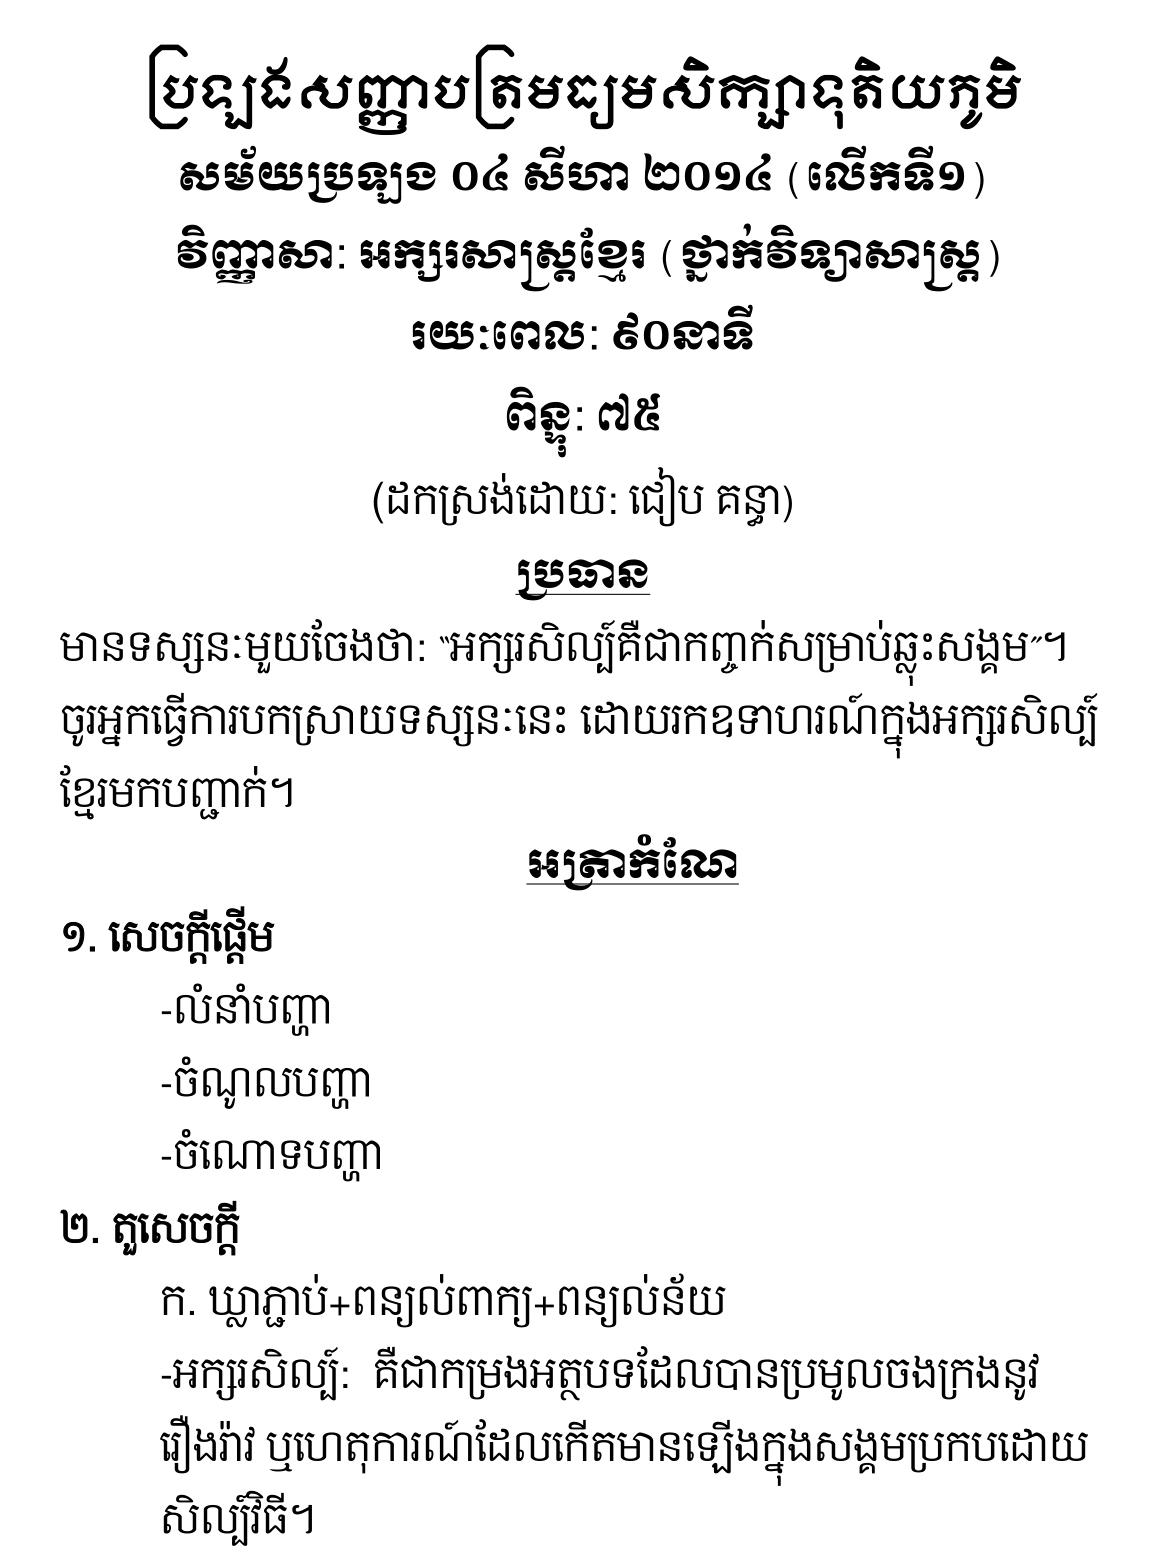 ប្រឡងសញ្ញាបត្រមធ្យមសិក្សាទុតិយភូមិ
សម័យប្រឡង ០៤ សីហា ២០១៤ (លើកទី១)
វិញ្ញាសា: អក្សរសាស្ត្រខ្មែរ (ថ្នាក់វិទ្យាសាស្ត្រ)
រយៈពេល: ៩០នាទី
ពិន្ទុ: ៧៥
(ដកស្រង់ដោយ: ជៀប គន្ធា)
ប្រធាន
មានទស្សនៈមួយចែងថា: “អក្សរសិល្ប៍គឺជាកញ្ចក់សម្រាប់ឆ្លុះសង្គម”។
ចូរអ្នកធ្វើការបកស្រាយទស្សនៈនេះ ដោយរកឧទាហរណ៍ក្នុងអក្សរសិល្ប៍
ខ្មែរមកបញ្ជាក់។
អត្រាកំណែ
១. សេចក្តីផ្តើម
-លំនាំបញ្ហា
-ចំណូលបញ្ហា
-ចំណោទបញ្ហា
២. តួសេចក្តី
ក. ឃ្លាភ្ជាប់+ពន្យល់ពាក្យ+ពន្យល់ន័យ
-អក្សរសិល្ប៍: គឺជាកម្រងអត្ថបទដែលបានប្រមូលចងក្រងនូវ
រឿងរ៉ាវ ឬហេតុការណ៍ដែលកើតមានឡើងក្នុងសង្គមប្រកបដោយ
សិល្ប៍វិធី។